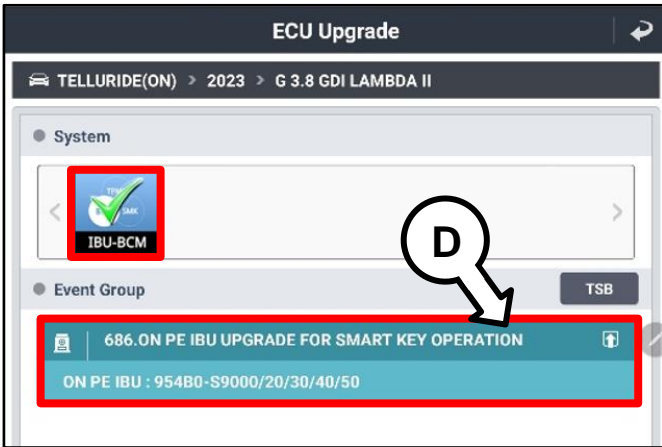 ECU Upgrade
TELLURIDE(ON) > 2023 > G 3.8 GDI LAMBDA II
System
SMK
IBU-BCM
D
Event Group
TSB
686.ON PE IBU UPGRADE FOR SMART KEY OPERATION
ON PE IBU : 954B0-S9000/20/30/40/50